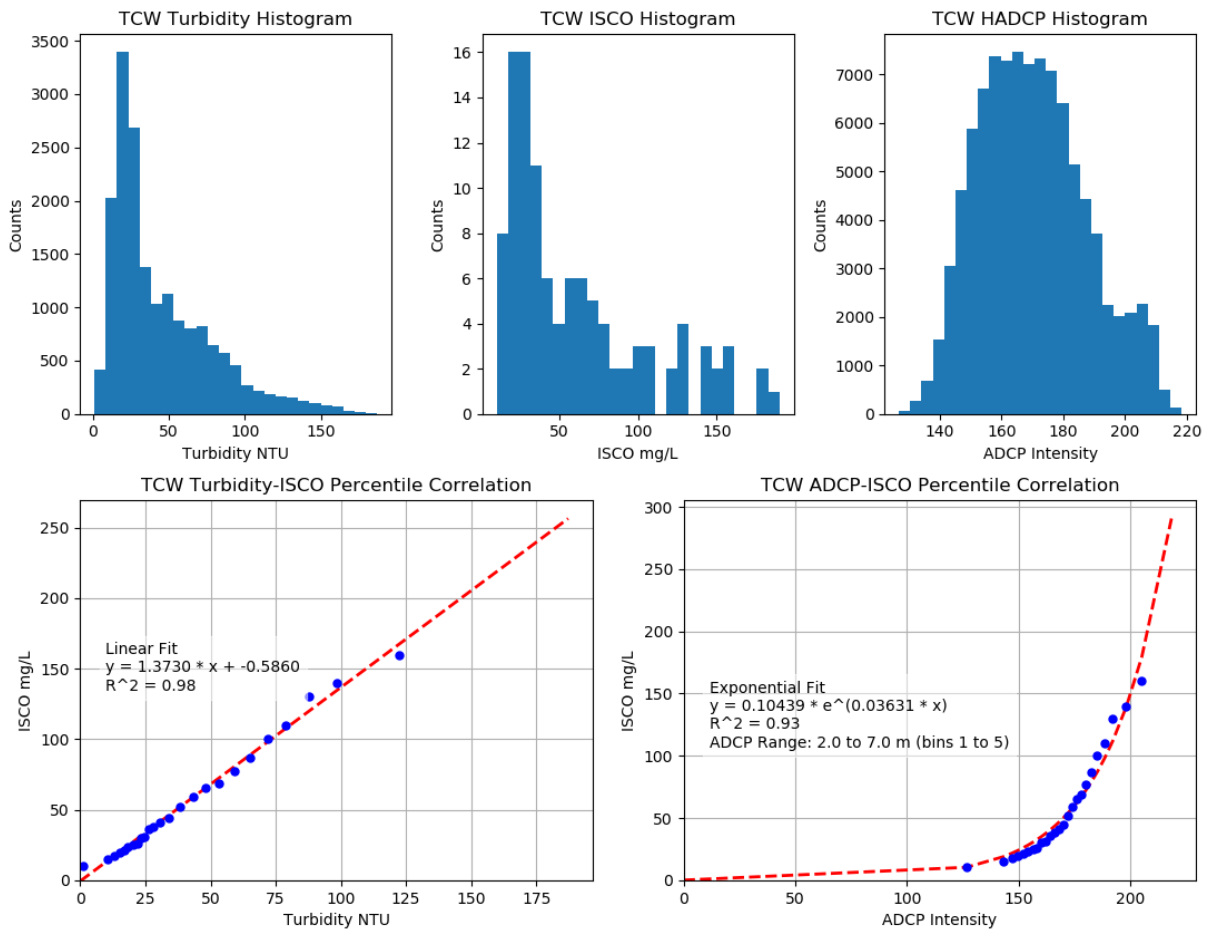 TCW Turbidity Histogram
3500
3000
2500
2000
1500
1000
500
0
Counts
0 50 100 150
Turbidity NTU
TCW ISCO Histogram
16
14
12
10
8
6
4
2
0
Counts
50 100 150
ISCO mg/L
TCW HADCP Histogram
7000
6000
5000
4000
3000
2000
1000
0
Counts
140 160 180 200 220
ADCP Intensity
TCW Turbidity-ISCO Percentile Correlation
250
200
150
100
50
0
ISCO mg/L
Linear Fit
y = 1.3730 * x + -0.5860
R^2 = 0.98
0 25 50 75 100 125 150 175
Turbidity NTU
TCW ADCP-ISCO Percentile Correlation
300
250
200
150
100
50
0
ISCO mg/L
Exponential Fit
y = 0.10439 * e^(0.03631 * x)
R^2 = 0.93
ADCP Range: 2.0 to 7.0 m (bins 1 to 5)
0 50 100 150 200
ADCP Intensity